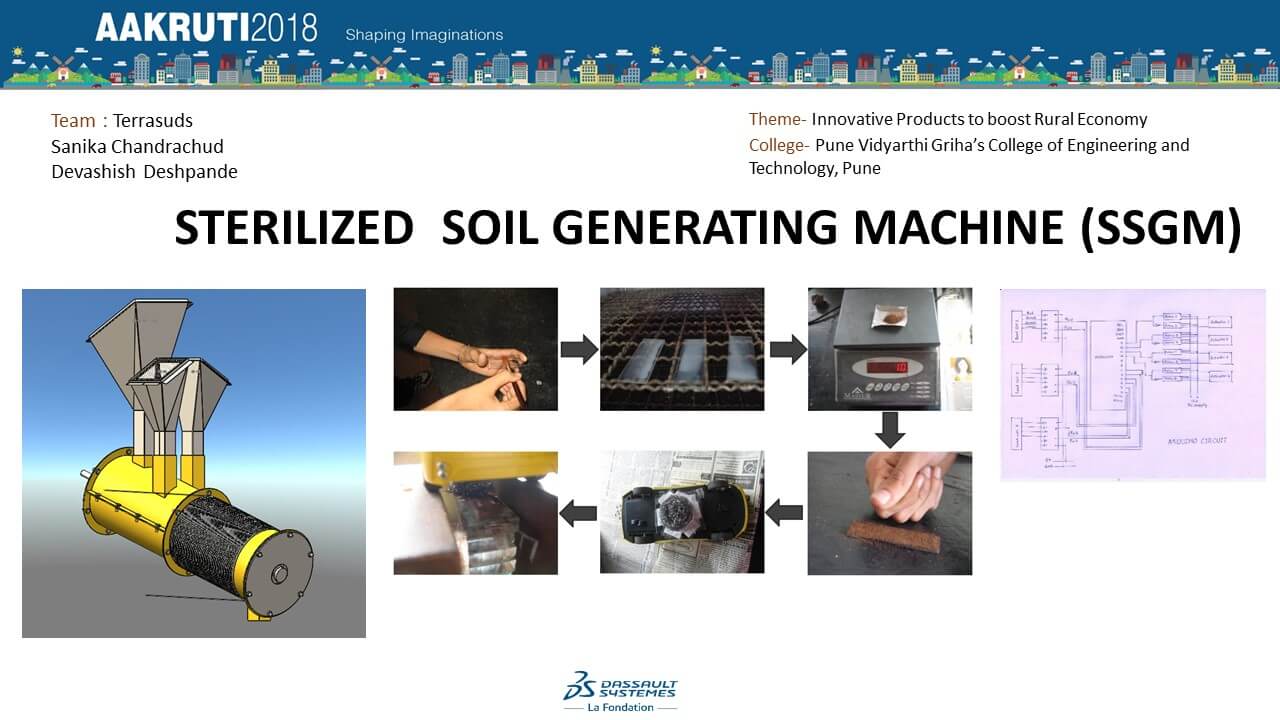 AAKRUTI2018 Shaping Imaginations
Team : Terrasuds
Sanika Chandrachud
Devashish Deshpande
Theme- Innovative Products to boost Rural Economy
College- Pune Vidyarthi Griha’s College of Engineering and
Technology, Pune
STERILIZED SOIL GENERATING MACHINE (SSGM)
ARDUINO CIRCUIT
DASSAULT
SYSTEMES
La Fondation